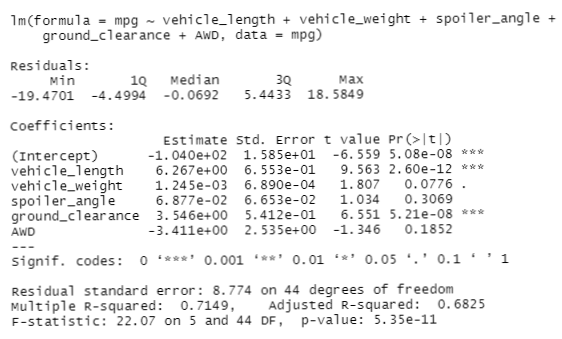 lm(formula = mpg ~ vehicle_length + vehicle_weight + spoiler_angle +
    ground_clearance + AWD, data = mpg)
Residuals:
     Min       1Q   Median       3Q      Max
-19.4701  -4.4994  -0.0692   5.4433  18.5849
Coefficients:
                   Estimate Std. Error t value Pr(>|t|)
(Intercept)      -1.040e+02  1.585e+01  -6.559 5.08e-08 ***
vehicle_length    6.267e+00  6.553e-01   9.563 2.60e-12 ***
vehicle_weight    1.245e-03  6.890e-04   1.807   0.0776 .
spoiler_angle     6.877e-02  6.653e-02   1.034   0.3069
ground_clearance  3.546e+00  5.412e-01   6.551 5.21e-08 ***
AWD              -3.411e+00  2.535e+00  -1.346   0.1852
---
Signif. codes:  0 ‘***’ 0.001 ‘**’ 0.01 ‘*’ 0.05 ‘.’ 0.1 ‘ ’ 1
Residual standard error: 8.774 on 44 degrees of freedom
Multiple R-squared:  0.7149,    Adjusted R-squared:  0.6825
F-statistic: 22.07 on 5 and 44 DF,  p-value: 5.35e-11